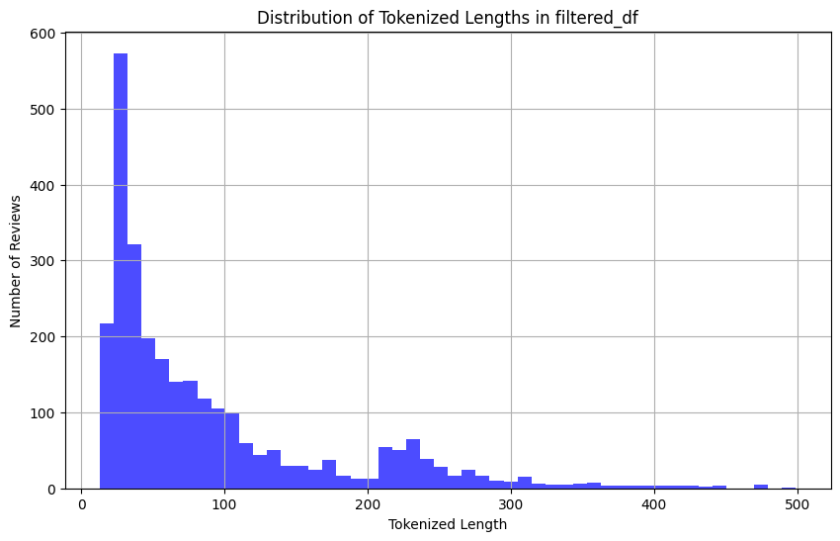 Distribution of Tokenized Lengths in filtered_df
Number of Reviews
600
500
400
300
200
100
0
0 100 200 300 400 500
Tokenized Length